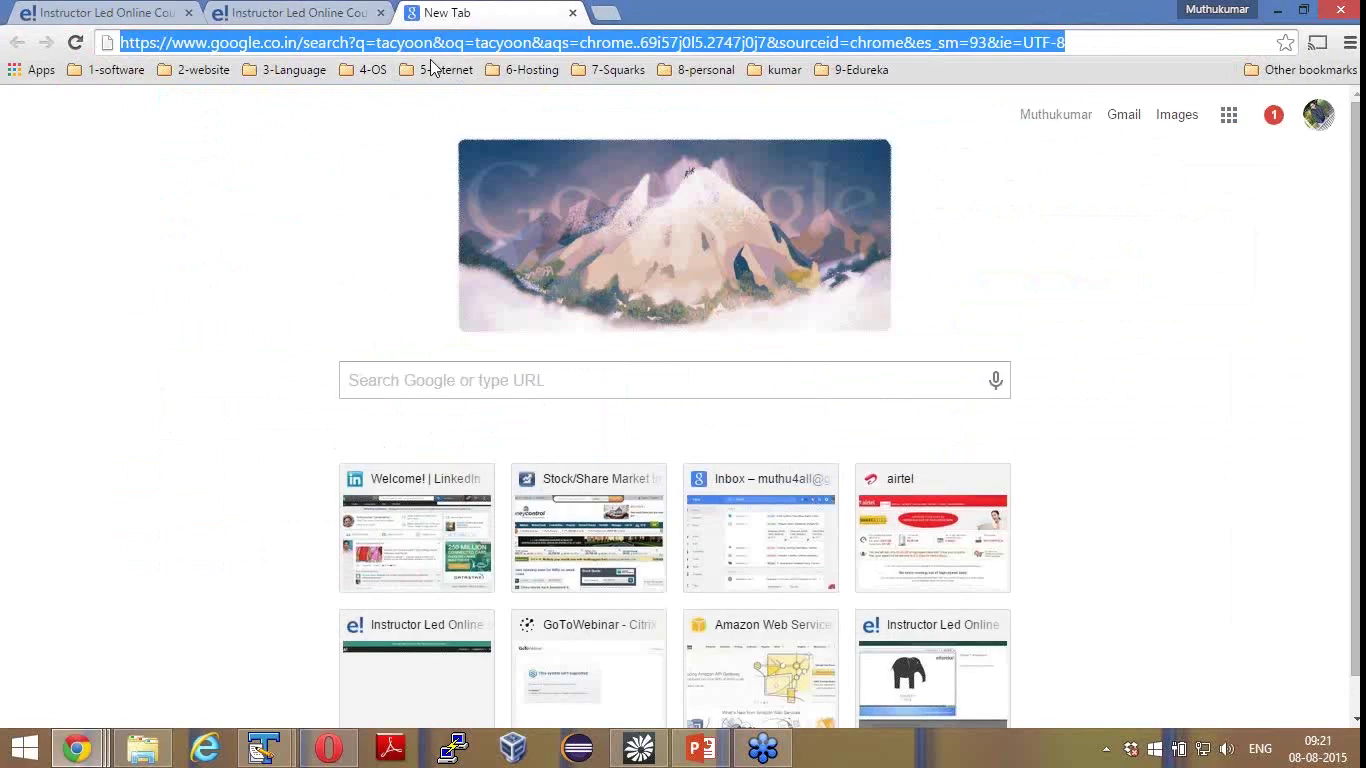 e! Instructor Led Online Cou
e! Instructor Led Online Cou
New Tab
Muthukumar
https://www.google.co.in/search?q=tacyoon&oq=tacyoon&aqs=chrome..69i57j0l5.2747j0j7&sourceid=chrome&es_sm=93&ie=UTF-8
Apps 1-software 2-website 3-Language 4-OS 6-Hosting 7-Squarks 8-personal kumar 9-Edureka Other bookmarks
Muthukumar Gmail Images 1
Google
Search Google or type URL
Welcome! | LinkedIn
Stock/Share Market
Inbox – muthu4all@g
airtel
e! Instructor Led Online
GoToWebinar - Citrix
Amazon Web Service
e! Instructor Led Online
ENG
09:21
08-08-2015